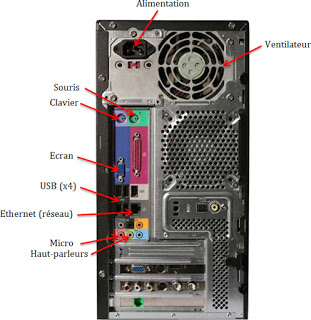 Alimentation
Ventilateur
Souris
Clavier
Ecran
USB (x4)
Ethernet (réseau)
Micro
Haut-parleurs